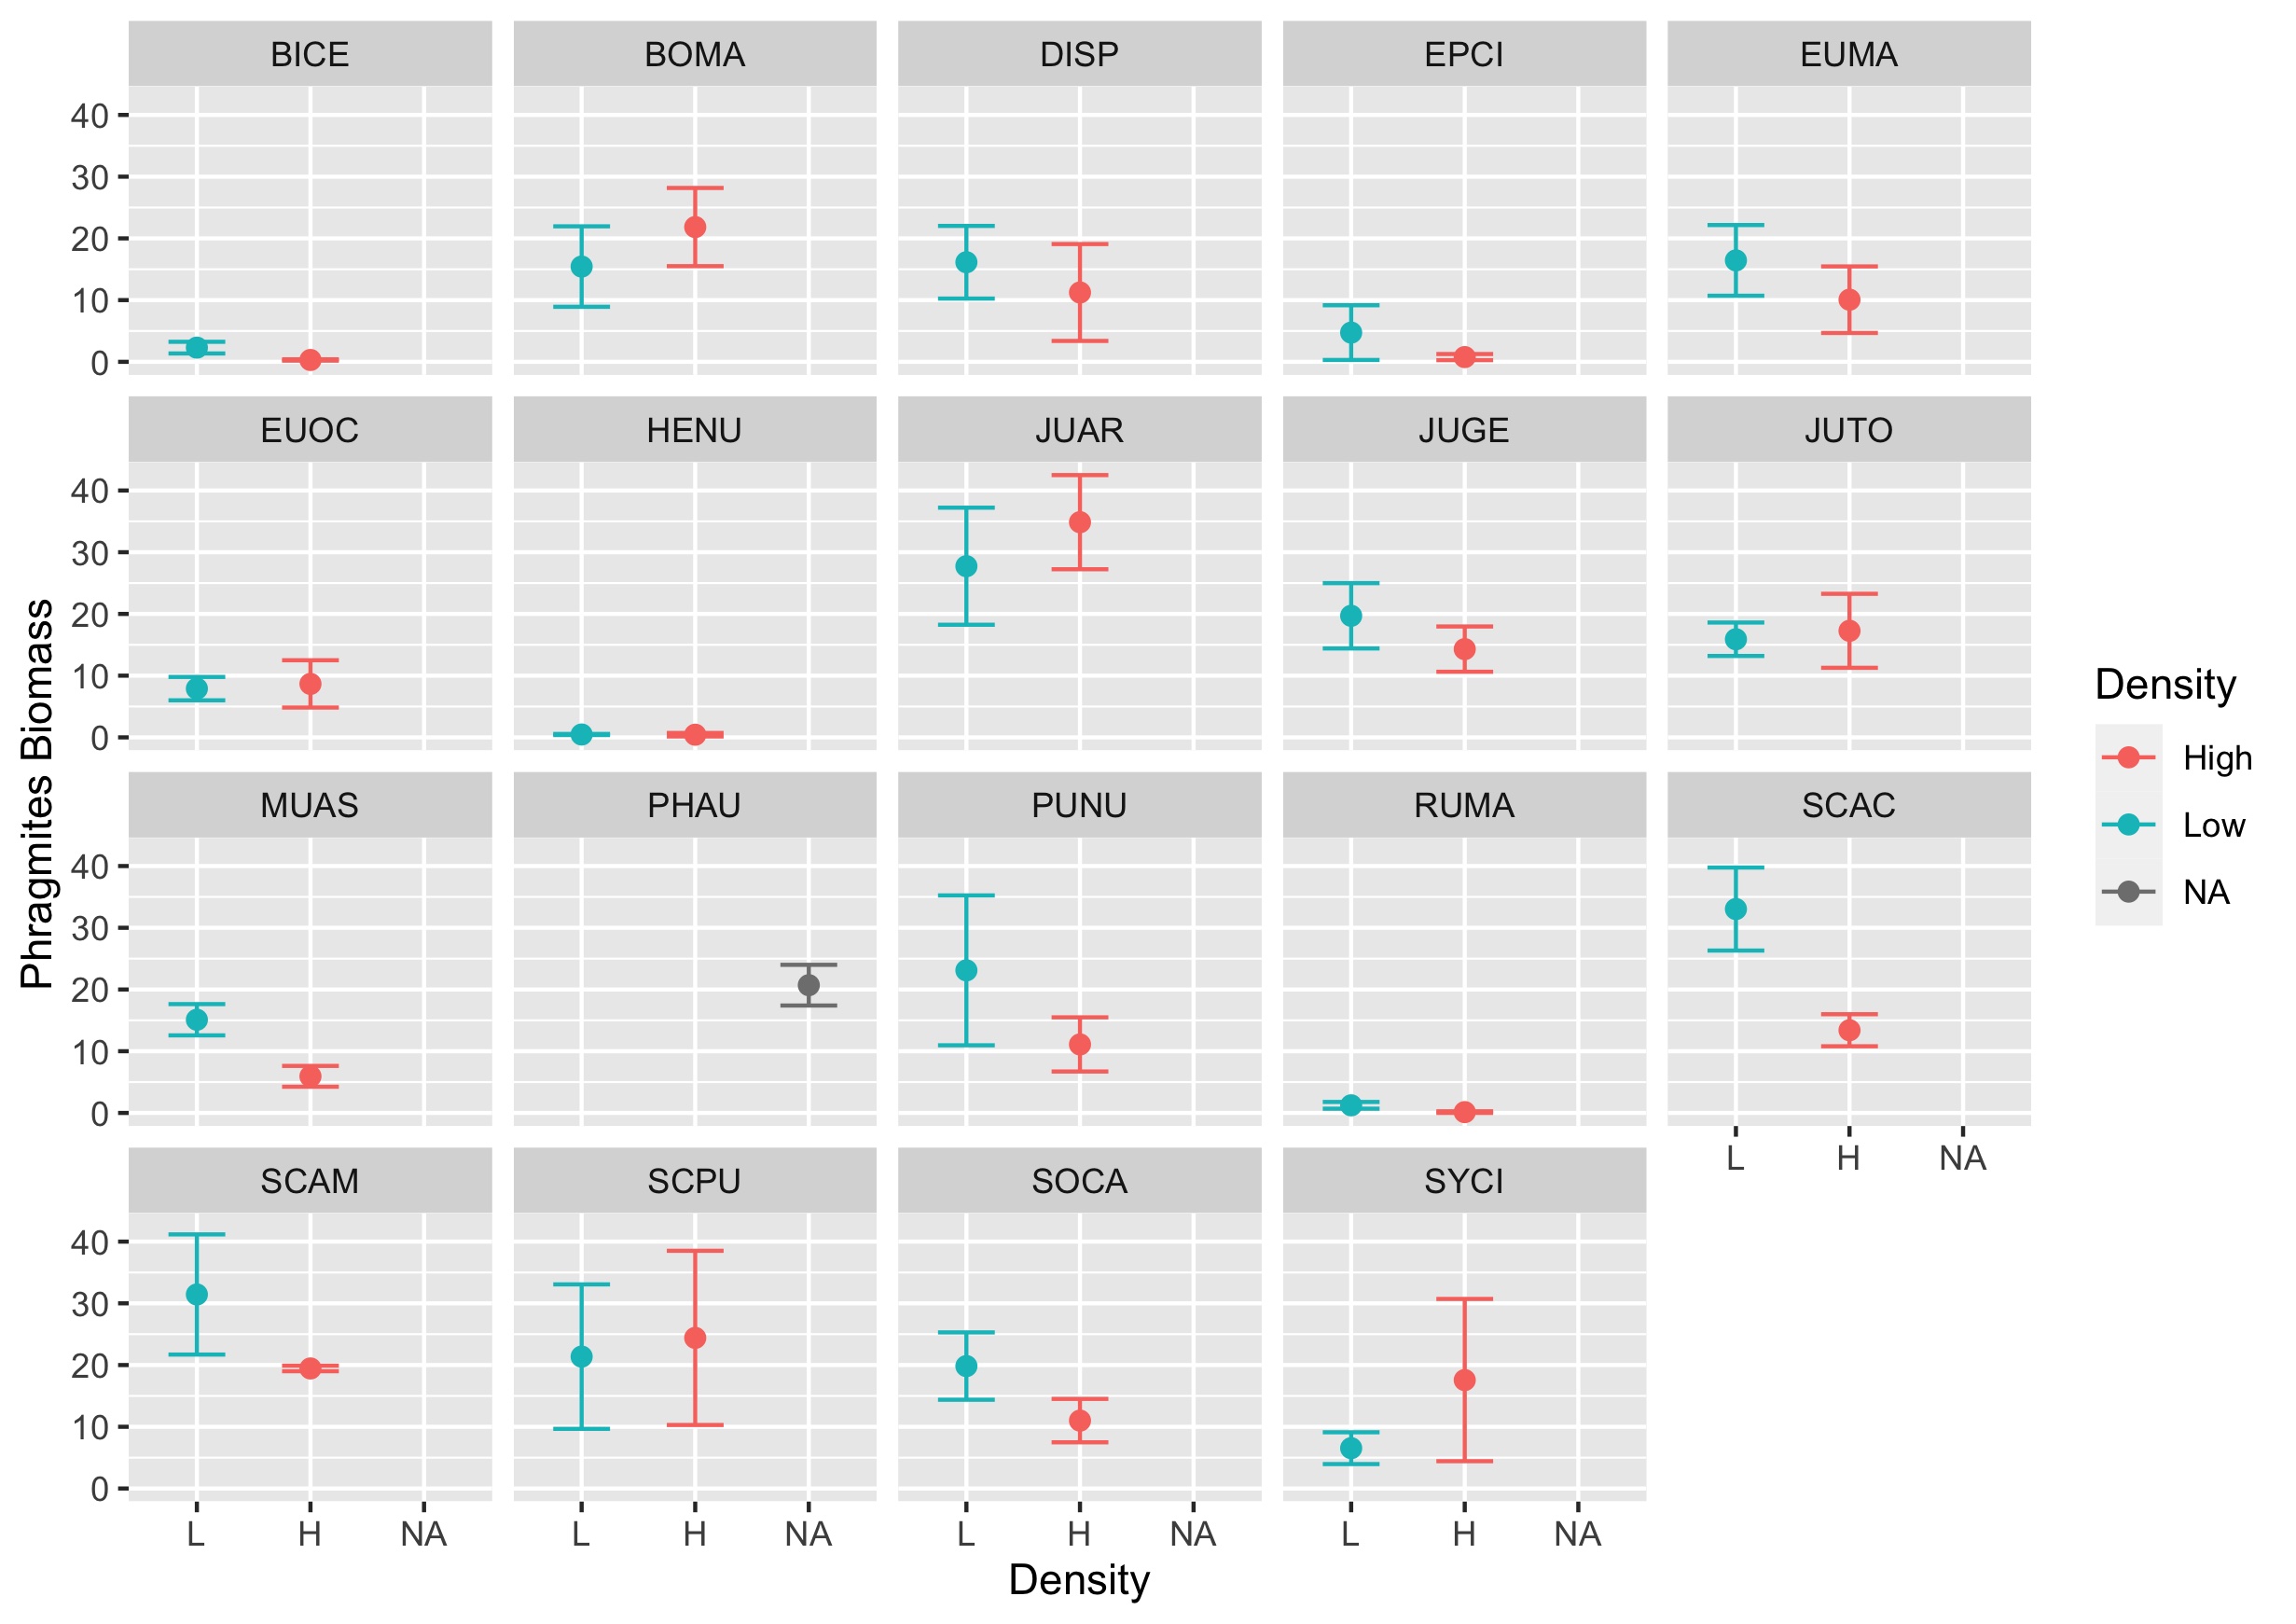 BICE BOMA DISP EPCI EUMA
40
30
20
10
0
EUOC HENU JUAR JUGE JUTO
40
30
20
10
0
MUAS PHAU PUNU RUMA SCAC
40
30
20
10
0
L H NA
SCAM SCPU SOCA SYCI
40
30
20
10
0
L H NA L H NA L H NA L H NA
Density
Phragmites Biomass
Density
High
Low
NA